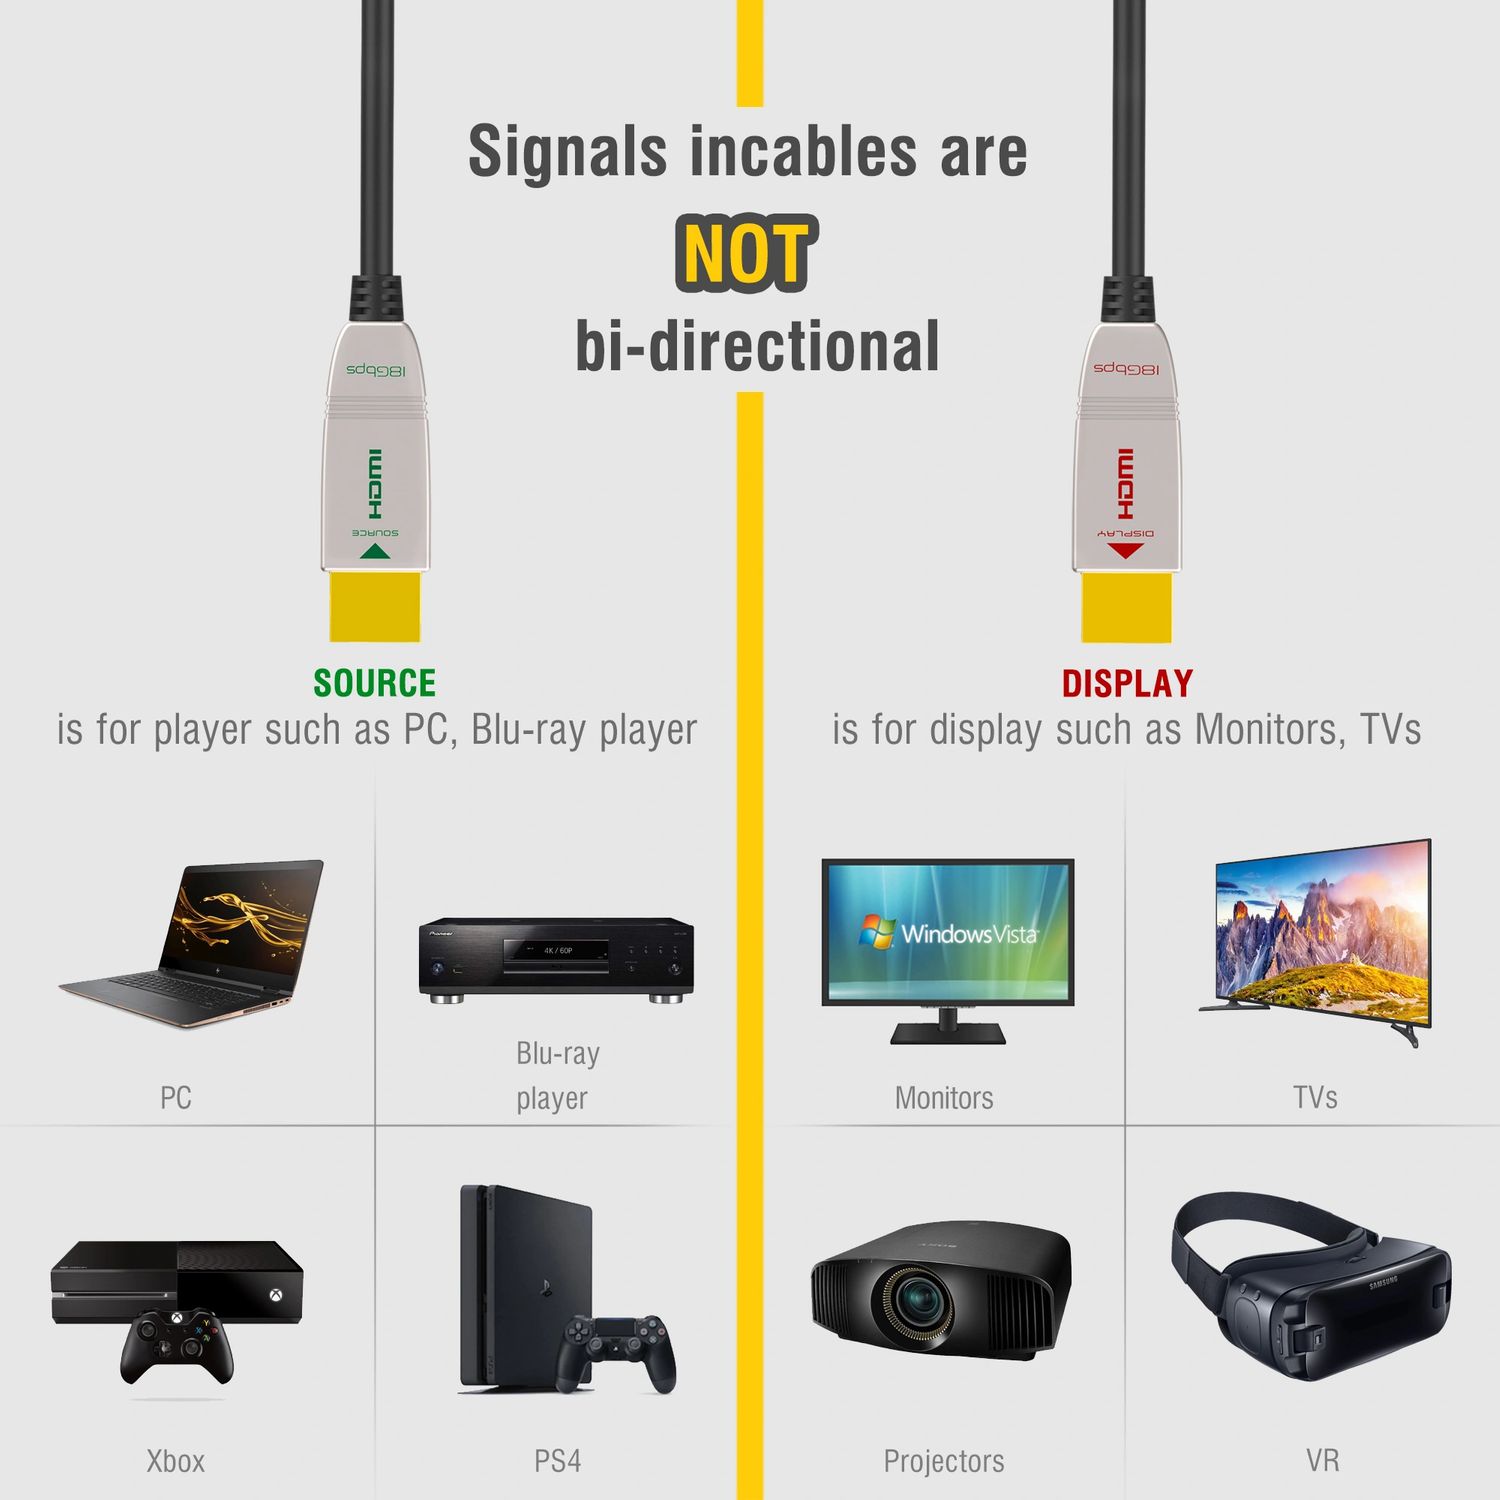 Signals incables are
NOT
bi-directional
18Gbps
HDMI
SOURCE
18Gbps
HDMI
DISPLAY
SOURCE
is for player such as PC, Blu-ray player
DISPLAY
is for display such as Monitors, TVs
Pioneer
4K / 60P
WindowsVista
PC
Blu-ray
player
Monitors
TVs
SONY
SAMSUNG
Xbox
PS4
Projectors
VR